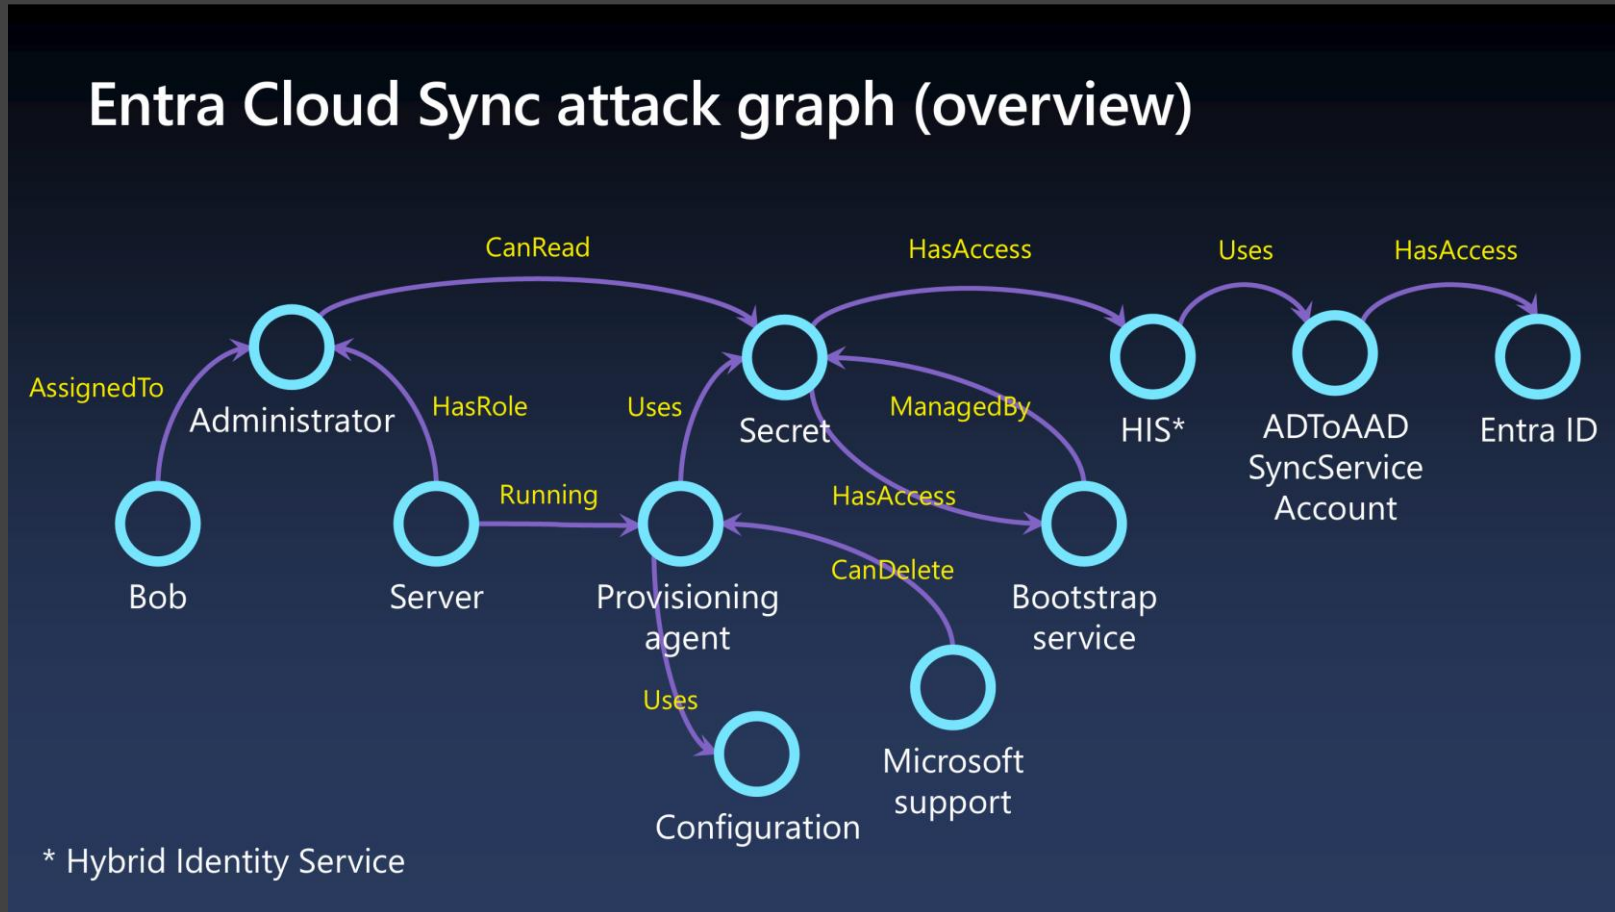 Entra Cloud Sync attack graph (overview)
CanRead
HasAccess
Uses
HasAccess
AssignedTo
Administrator
HasRole
Uses
Secret
ManagedBy
HIS*
ADToAAD
SyncService
Account
Entra ID
Running
HasAccess
Bob
Server
Provisioning
agent
CanDelete
Bootstrap
service
Uses
Configuration
Microsoft
support
* Hybrid Identity Service